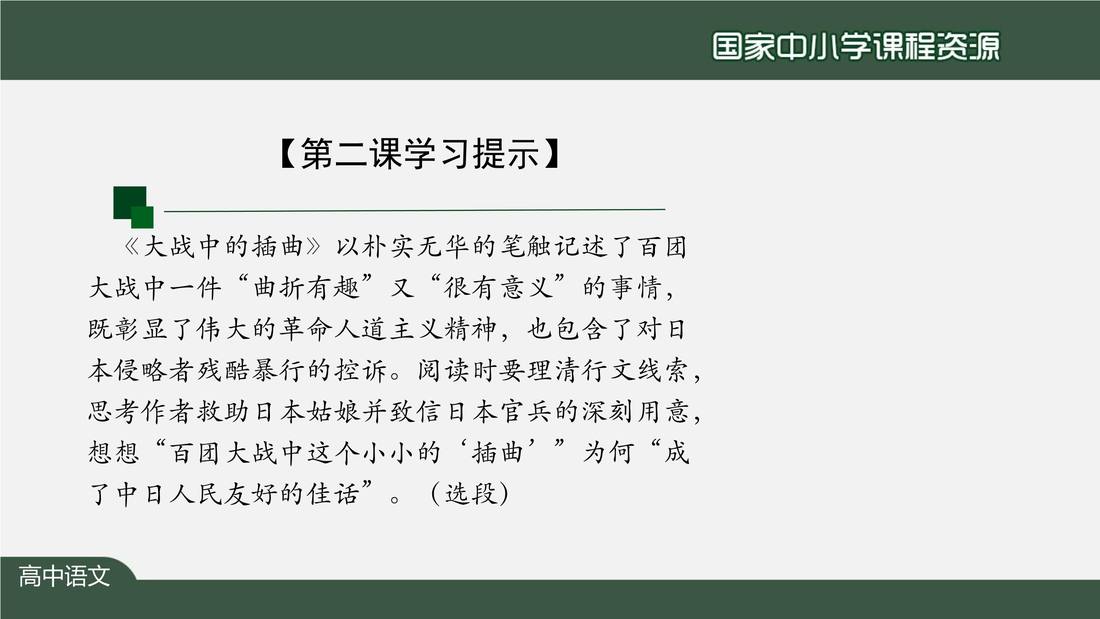 国家中小学课程资源
【第二课学习提示】
《大战中的插曲》以朴实无华的笔触记述了百团
大战中一件“曲折有趣”又“很有意义”的事情，
既彰显了伟大的革命人道主义精神，也包含了对日
本侵略者残酷暴行的控诉。阅读时要理清行文线索，
思考作者救助日本姑娘并致信日本官兵的深刻用意，
想想“百团大战中这个小小的‘插曲’”为何“成
了中日人民友好的佳话”。（选段）
高中语文